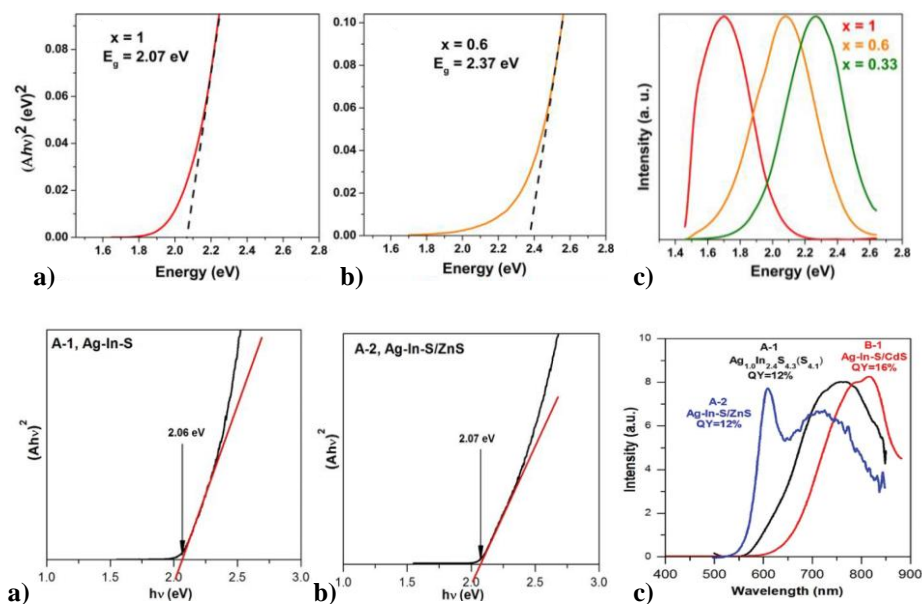 x = 1
E_g = 2.07 eV
(Ahν)² (eV)²
0.08
0.06
0.04
0.02
0.00
1.6 1.8 2.0 2.2 2.4 2.6 2.8
Energy (eV)
a)
x = 0.6
E_g = 2.37 eV
0.10
0.08
0.06
0.04
0.02
0.00
1.6 1.8 2.0 2.2 2.4 2.6 2.8
Energy (eV)
b)
x = 1
x = 0.6
x = 0.33
Intensity (a. u.)
1.4 1.6 1.8 2.0 2.2 2.4 2.6 2.8
Energy (eV)
c)
A-1, Ag-In-S
2.06 eV
(Ahν)²
1.0 1.5 2.0 2.5 3.0
hν (eV)
a)
A-2, Ag-In-S/ZnS
2.07 eV
(Ahν)²
1.0 1.5 2.0 2.5 3.0
hν (eV)
b)
A-1
Ag₁.₀In₂.₄S₄.₃(S₄.₁)
QY=12%
B-1
Ag-In-S/CdS
QY=16%
A-2
Ag-In-S/ZnS
QY=12%
Intensity (a.u.)
10
8
6
4
2
0
400 500 600 700 800 900
Wavelength (nm)
c)